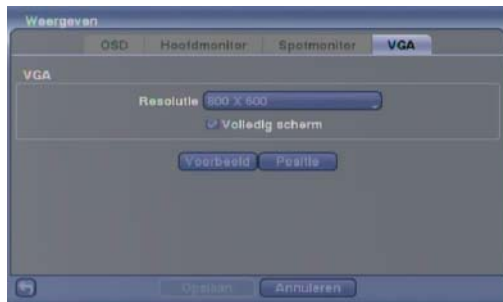 Weergeven
OSD Hoofdmonitor Spotmonitor VGA
VGA
Resolutie 800 X 600
Volledig scherm
Voorbeeld Positie
Opslaan Annuleren